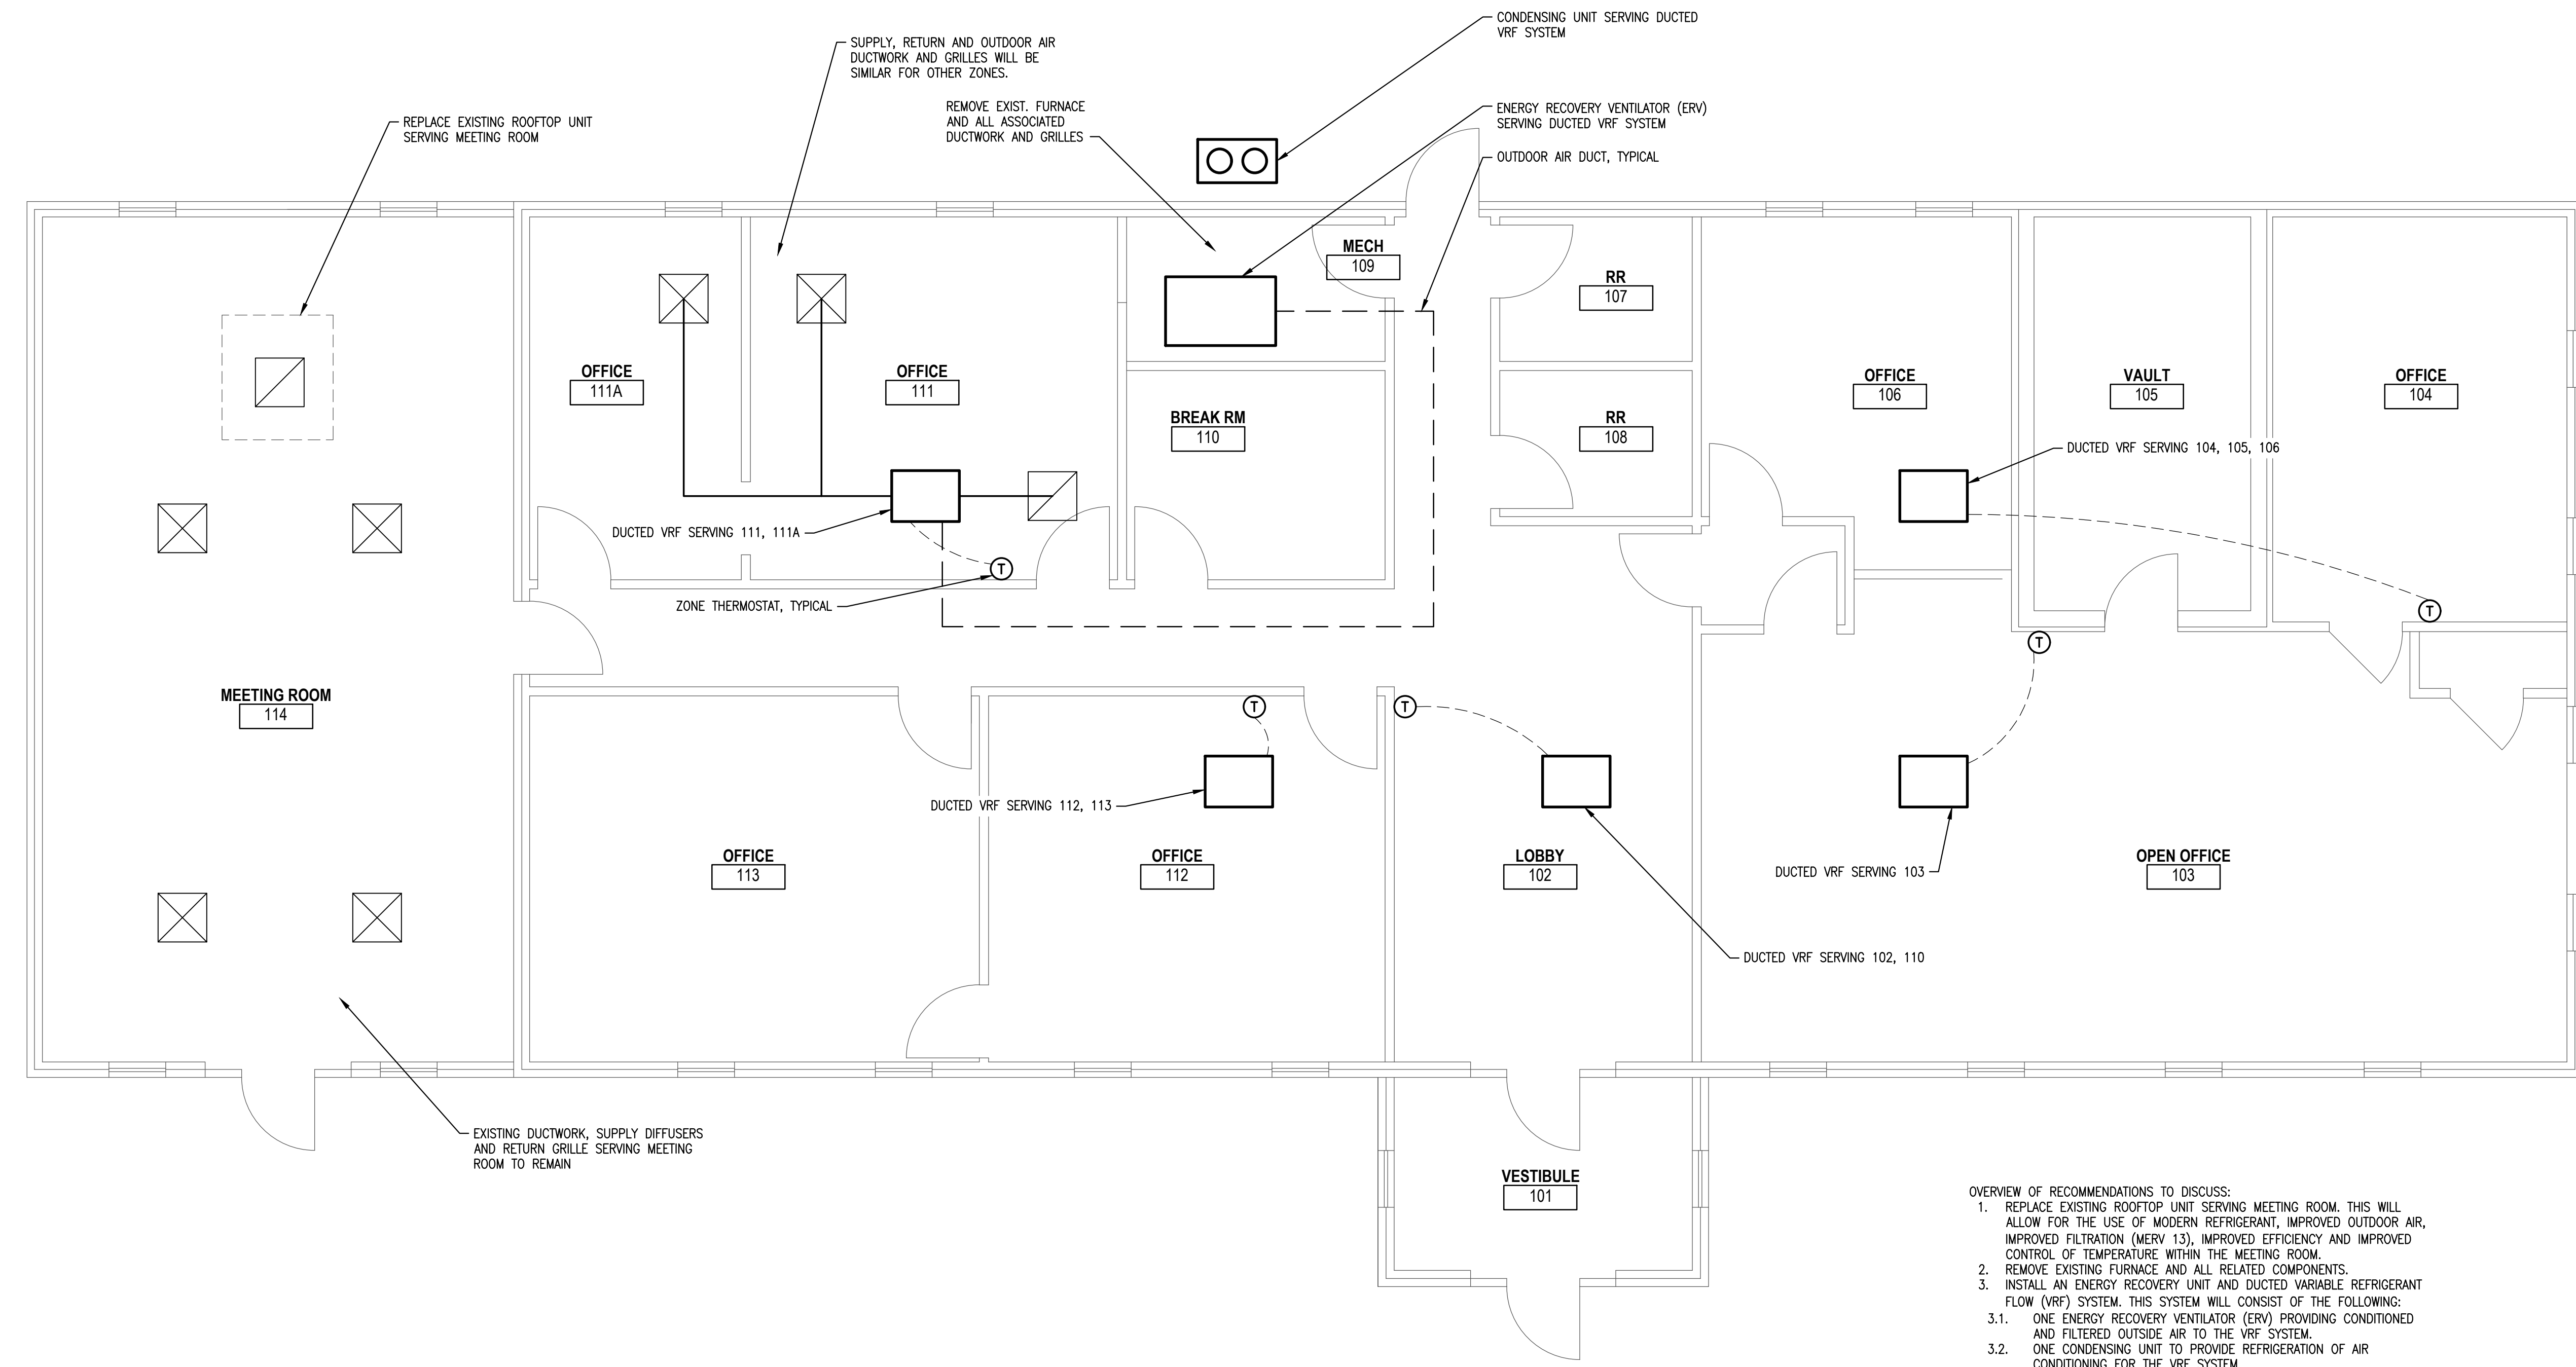 CONDENSING UNIT SERVING DUCTED
VRF SYSTEM
SUPPLY, RETURN AND OUTDOOR AIR
DUCTWORK AND GRILLES WILL BE
SIMILAR FOR OTHER ZONES.
REMOVE EXIST. FURNACE
AND ALL ASSOCIATED
DUCTWORK AND GRILLES
ENERGY RECOVERY VENTILATOR (ERV)
SERVING DUCTED VRF SYSTEM
REPLACE EXISTING ROOFTOP UNIT
SERVING MEETING ROOM
OUTDOOR AIR DUCT, TYPICAL
MECH
109
RR
107
OFFICE
111A
OFFICE
111
BREAK RM
110
RR
108
OFFICE
106
VAULT
105
OFFICE
104
DUCTED VRF SERVING 104, 105, 106
DUCTED VRF SERVING 111, 111A
T
ZONE THERMOSTAT, TYPICAL
T
T
MEETING ROOM
114
T
T
DUCTED VRF SERVING 112, 113
OFFICE
113
OFFICE
112
LOBBY
102
DUCTED VRF SERVING 103
OPEN OFFICE
103
DUCTED VRF SERVING 102, 110
EXISTING DUCTWORK, SUPPLY DIFFUSERS
AND RETURN GRILLE SERVING MEETING
ROOM TO REMAIN
VESTIBULE
101
OVERVIEW OF RECOMMENDATIONS TO DISCUSS:
1. REPLACE EXISTING ROOFTOP UNIT SERVING MEETING ROOM. THIS WILL
ALLOW FOR THE USE OF MODERN REFRIGERANT, IMPROVED OUTDOOR AIR,
IMPROVED FILTRATION (MERV 13), IMPROVED EFFICIENCY AND IMPROVED
CONTROL OF TEMPERATURE WITHIN THE MEETING ROOM.
2. REMOVE EXISTING FURNACE AND ALL RELATED COMPONENTS.
3. INSTALL AN ENERGY RECOVERY UNIT AND DUCTED VARIABLE REFRIGERANT
FLOW (VRF) SYSTEM. THIS SYSTEM WILL CONSIST OF THE FOLLOWING:
3.1. ONE ENERGY RECOVERY VENTILATOR (ERV) PROVIDING CONDITIONED
AND FILTERED OUTSIDE AIR TO THE VRF SYSTEM.
3.2. ONE CONDENSING UNIT TO PROVIDE REFRIGERATION OF AIR
CONDITIONING FOR THE VRF SYSTEM